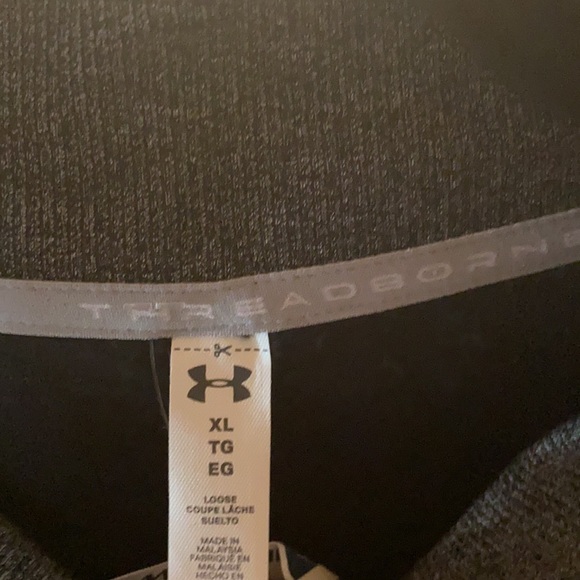 THREADBORNE
XL
TG
EG
LOOSE
COUPE LÂCHE
SUELTO
MADE IN
MALAYSIA
FABRIQUÉ EN
MALAISIE
HECHO EN